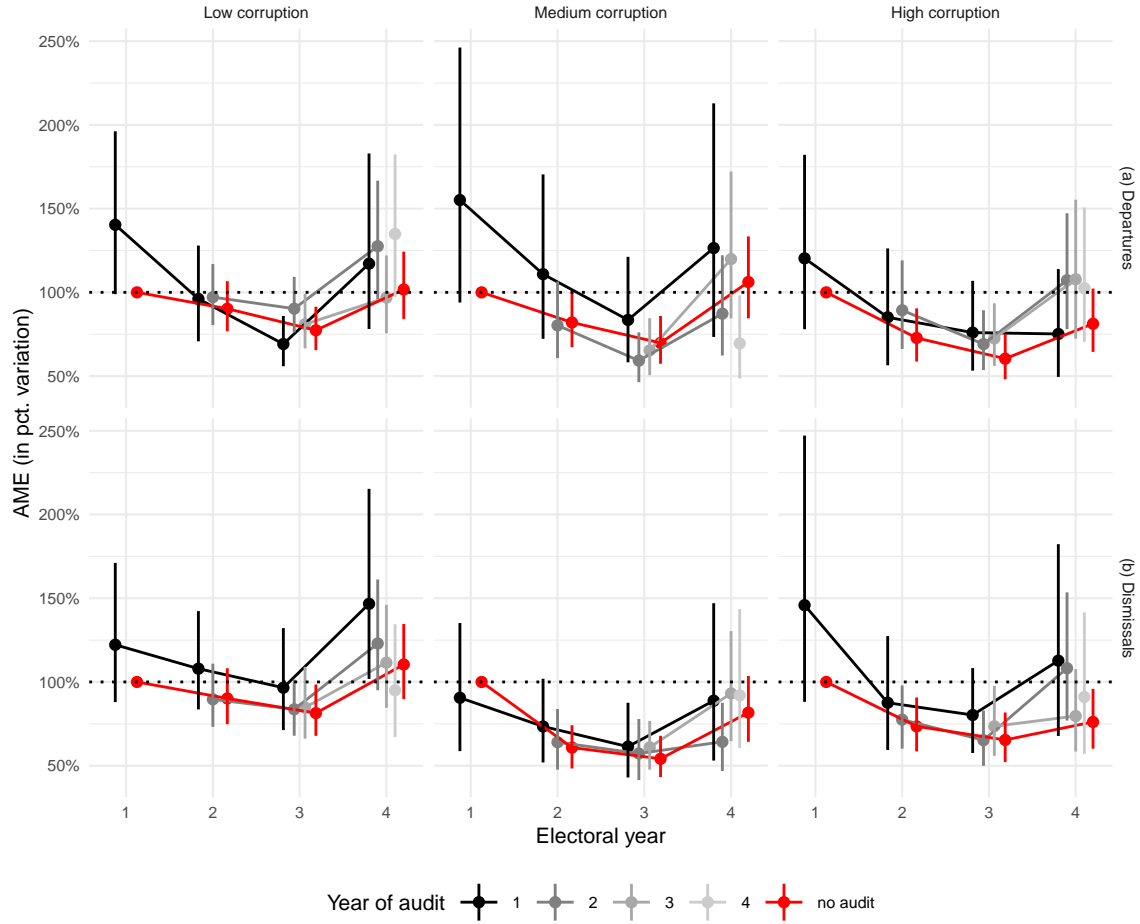 Low corruption Medium corruption High corruption
250%
200%
150%
100%
50%
(a) Departures
250%
200%
150%
100%
50%
(b) Dismissals
AME (in pct. variation)
1 2 3 4 1 2 3 4 1 2 3 4
Electoral year
Year of audit 1 2 3 4 no audit